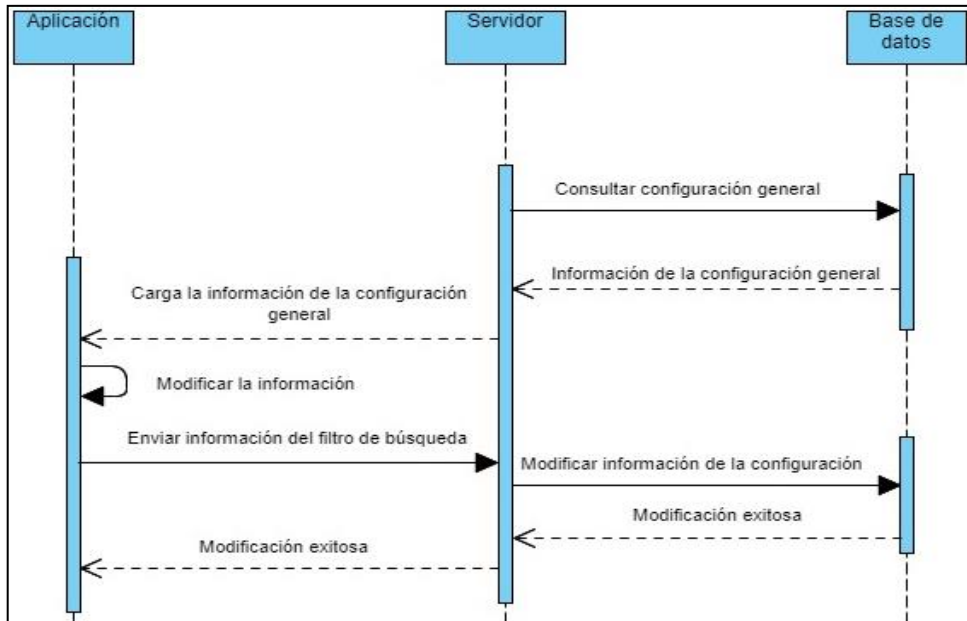 Aplicación
Servidor
Base de
datos
Consultar configuración general
Información de la configuración general
Carga la información de la configuración
general
Modificar la información
Enviar información del filtro de búsqueda
Modificar información de la configuración
Modificación exitosa
Modificación exitosa